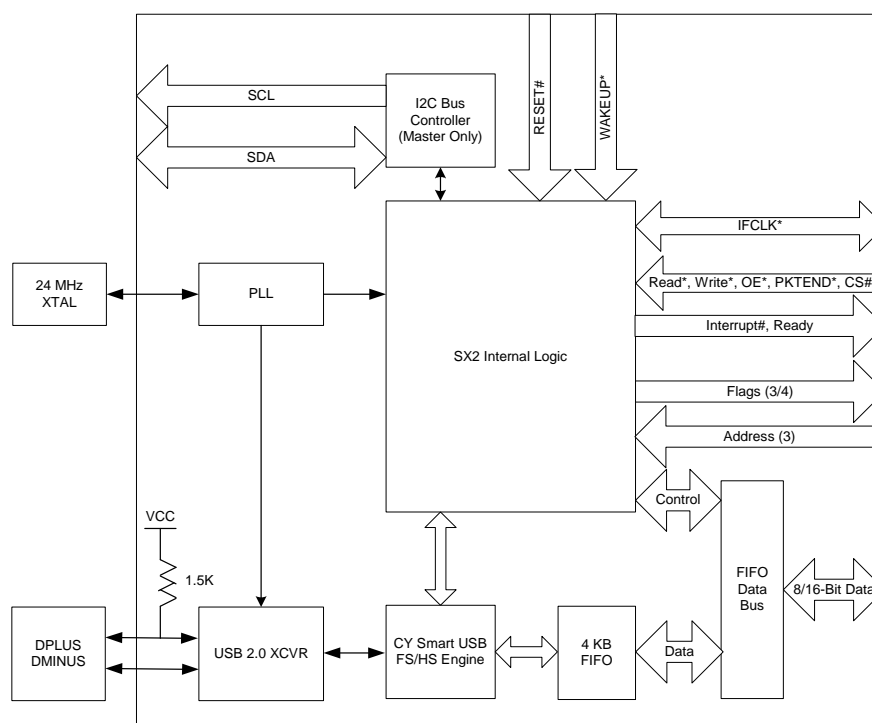 SCL
I2C Bus
Controller
(Master Only)
SDA
RESET#
WAKEUP*
IFCLK*
24 MHz
XTAL
PLL
Read*, Write*, OE*, PKTEND*, CS#
Interrupt#, Ready
SX2 Internal Logic
Flags (3/4)
Address (3)
Control
VCC
1.5K
FIFO
Data
Bus
8/16-Bit Data
DPLUS
DMINUS
USB 2.0 XCVR
CY Smart USB
FS/HS Engine
4 KB
FIFO
Data